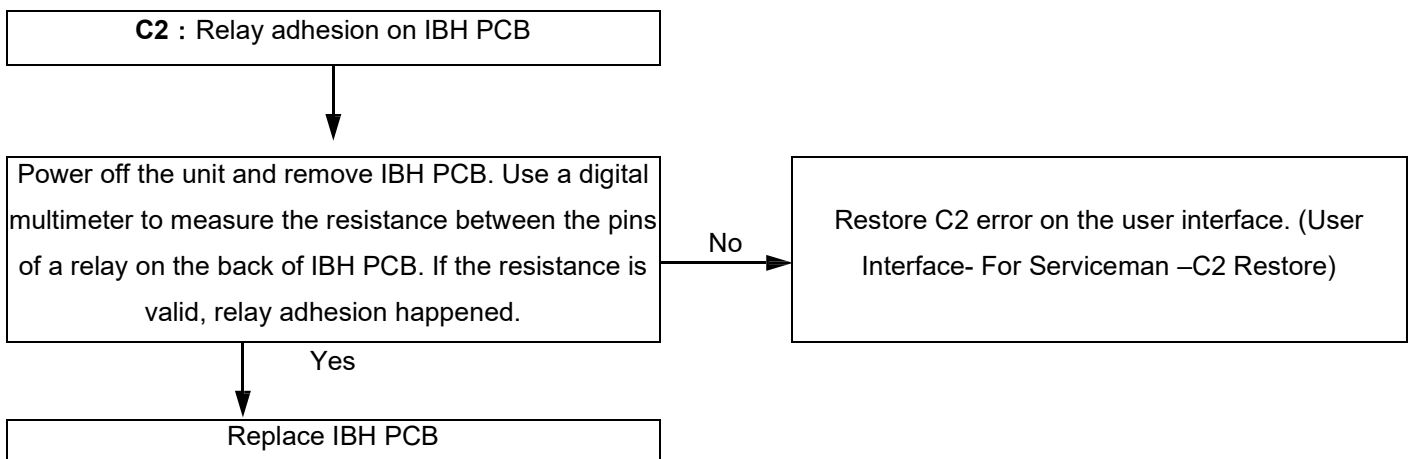 C2：Relay adhesion on IBH PCB
Power off the unit and remove IBH PCB. Use a digital
multimeter to measure the resistance between the pins
of a relay on the back of IBH PCB. If the resistance is
valid, relay adhesion happened.
No
Restore C2 error on the user interface. (User
Interface- For Serviceman –C2 Restore)
Yes
Replace IBH PCB